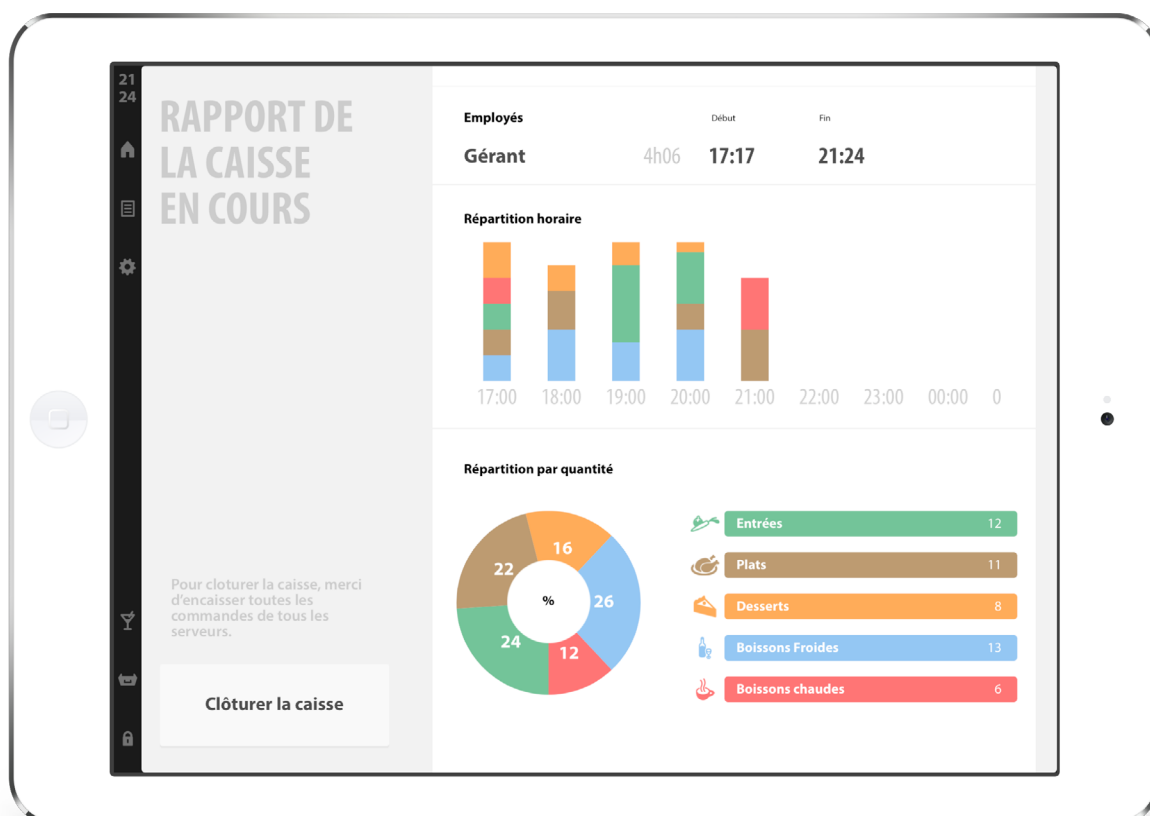 21
24
RAPPORT DE
LA CAISSE
EN COURS
Pour cloturer la caisse, merci
d'encaisser toutes les
commandes de tous les
serveurs.
Clôturer la caisse
Employés Début Fin
Gérant 4h06 17:17 21:24
Répartition horaire
17:00 18:00 19:00 20:00 21:00 22:00 23:00 00:00 0
Répartition par quantité
16
22
26
%
24
12
Entrées 12
Plats 11
Desserts 8
Boissons Froides 13
Boissons chaudes 6